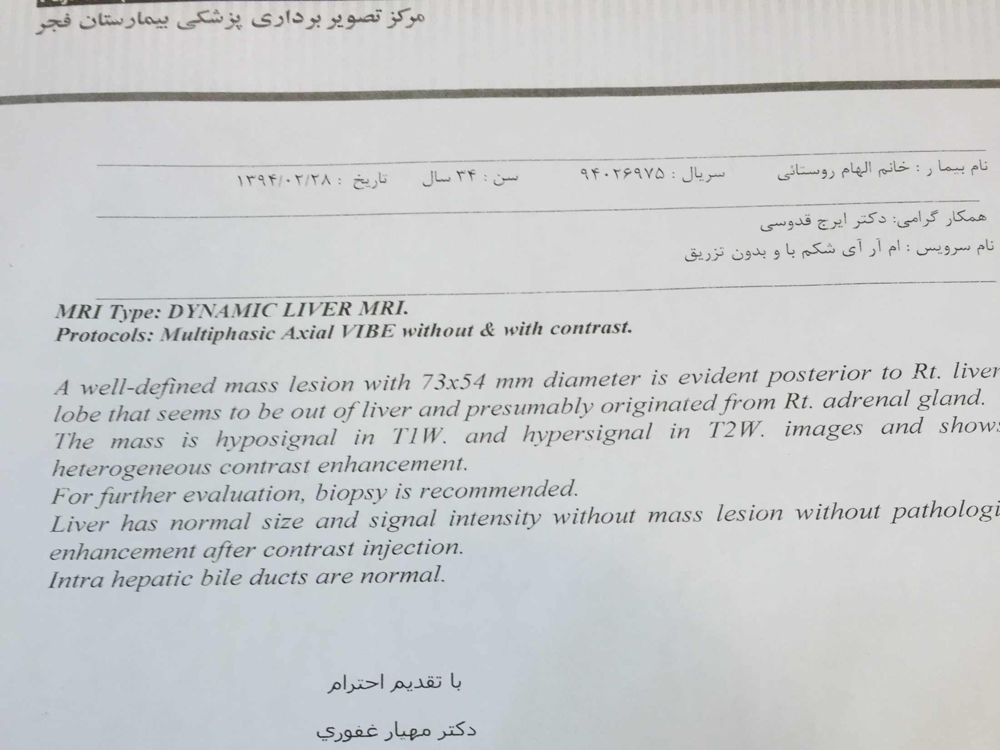 مرکز تصویر برداری پزشکی بیمارستان فجر
نام بیما ر : خانم الهام روستائی سریال : ۹۴۰۲۶۹۷۵ سن : ۳۴ سال تاریخ : ۱۳۹۴/۰۲/۲۸
همکار گرامی: دکتر ایرج قدوسی
نام سرویس : ام آر آی شکم با و بدون تزریق
MRI Type: DYNAMIC LIVER MRI.
Protocols: Multiphasic Axial VIBE without & with contrast.
A well-defined mass lesion with 73x54 mm diameter is evident posterior to Rt. liver
lobe that seems to be out of liver and presumably originated from Rt. adrenal gland.
The mass is hyposignal in T1W. and hypersignal in T2W. images and shows
heterogeneous contrast enhancement.
For further evaluation, biopsy is recommended.
Liver has normal size and signal intensity without mass lesion without pathologi
enhancement after contrast injection.
Intra hepatic bile ducts are normal.
با تقدیم احترام
دکتر مهیار غفوري